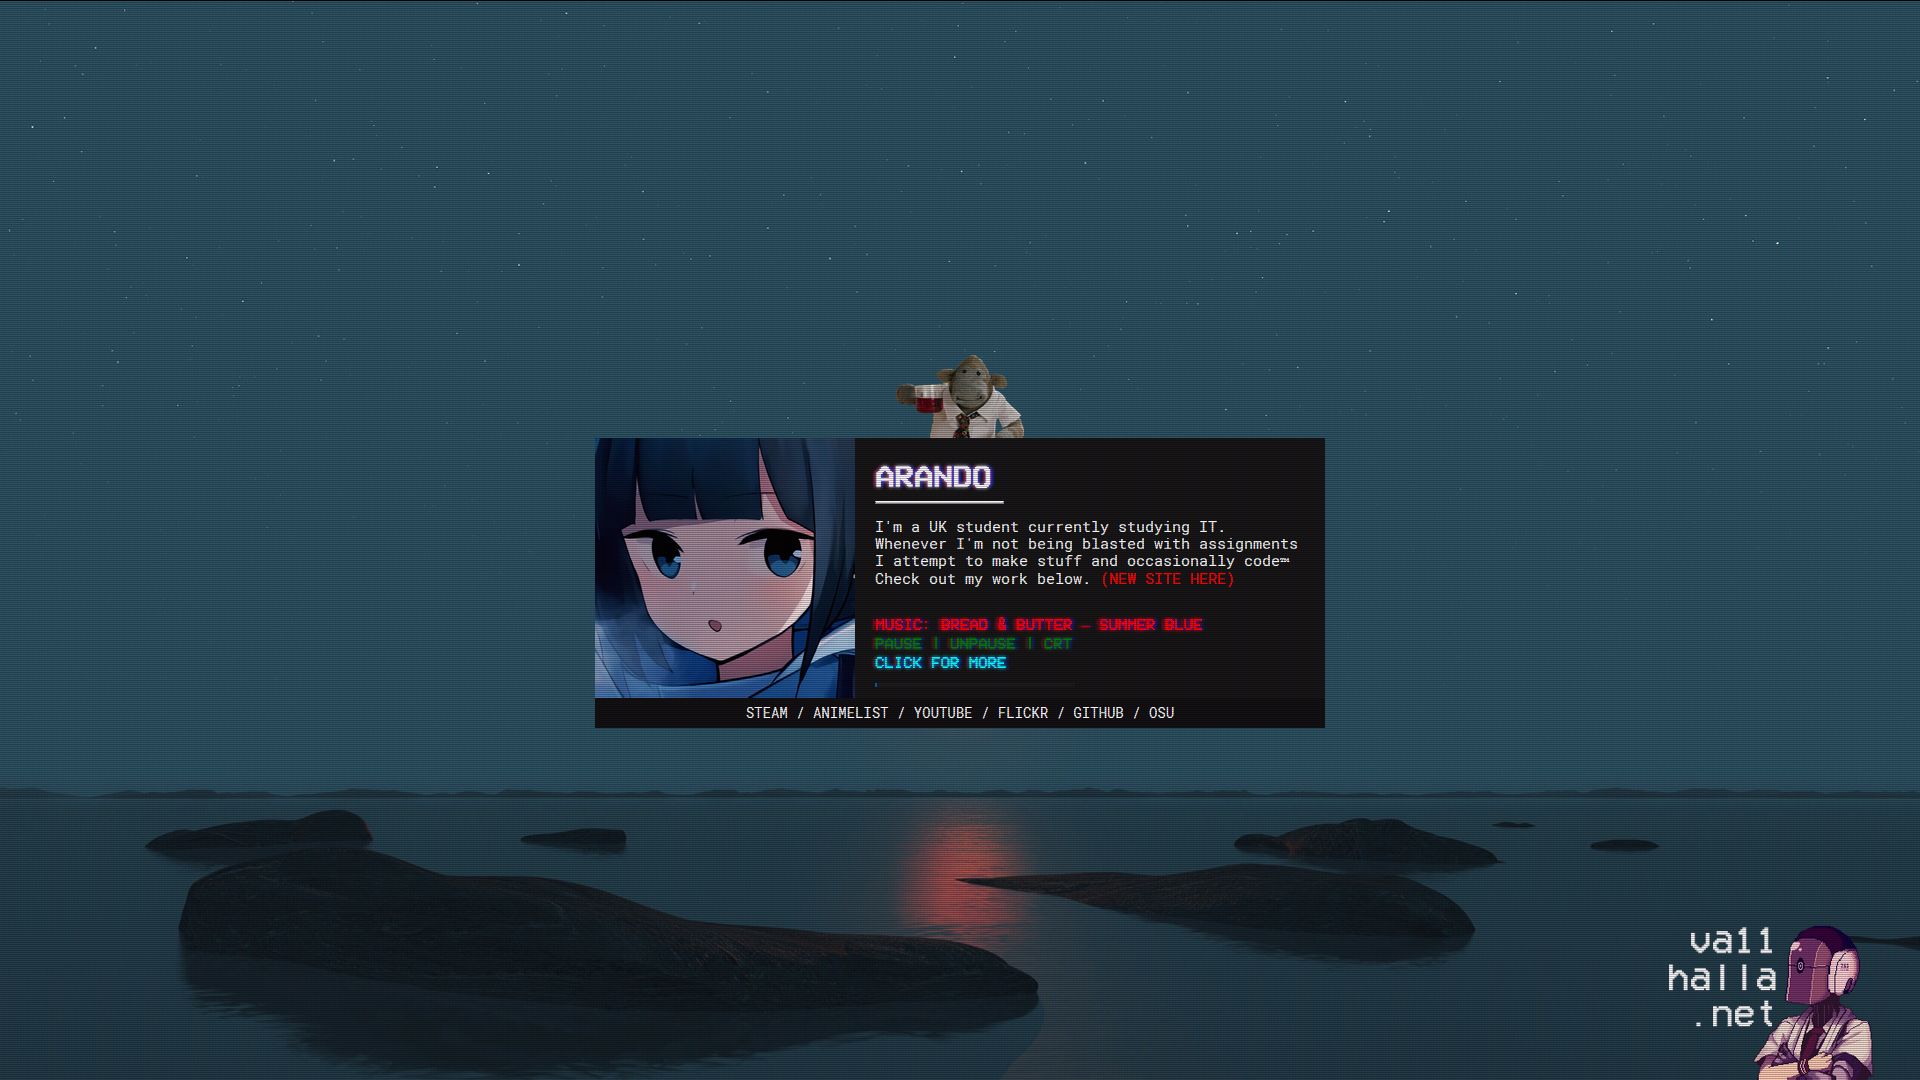 ARANDO
I'm a UK student currently studying IT.
Whenever I'm not being blasted with assignments
I attempt to make stuff and occasionally code™
Check out my work below. (NEW SITE HERE)
MUSIC: BREAD & BUTTER – SUMMER BLUE
PAUSE | UNPAUSE | CRT
CLICK FOR MORE
STEAM / ANIMELIST / YOUTUBE / FLICKR / GITHUB / OSU
va11
halla
.net